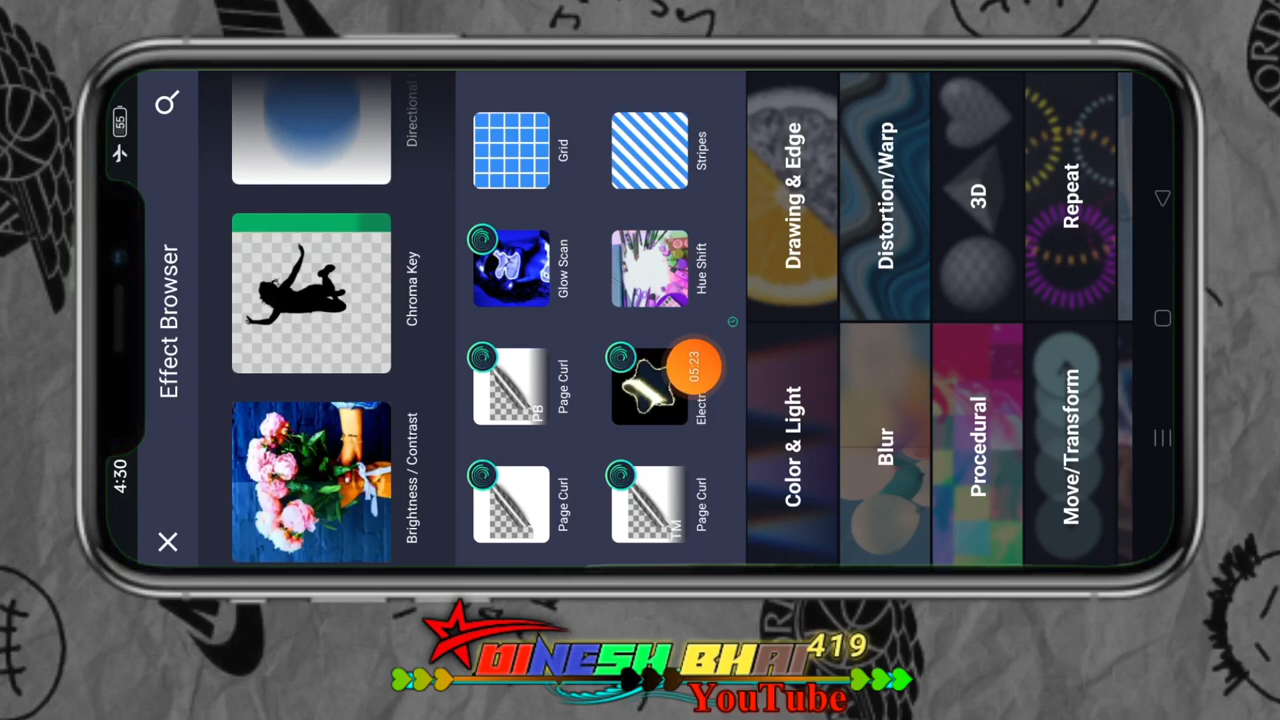 4:30
55
Effect Browser
Brightness / Contrast
Chroma Key
Directional
Page Curl
Page Curl
PB
Glow Scan
Grid
Page Curl
TM
Electr
05:23
Hue Shift
Stripes
Color & Light
Drawing & Edge
Blur
Distortion/Warp
Procedural
3D
Move/Transform
Repeat
DINESH BHAI 419
YouTube